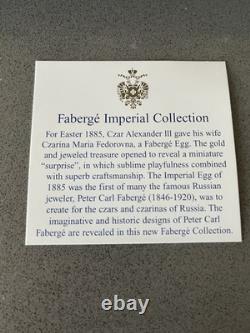 Fabergé Imperial Collection
For Easter 1885, Czar Alexander III gave his wife
Czarina Maria Fedorovna, a Fabergé Egg. The gold
and jeweled treasure opened to reveal a miniature
“surprise”, in which sublime playfulness combined
with superb craftsmanship. The Imperial Egg of
1885 was the first of many the famous Russian
jeweler, Peter Carl Fabergé (1846-1920), was to
create for the czars and czarinas of Russia. The
imaginative and historic designs of Peter Carl
Fabergé are revealed in this new Fabergé Collection.